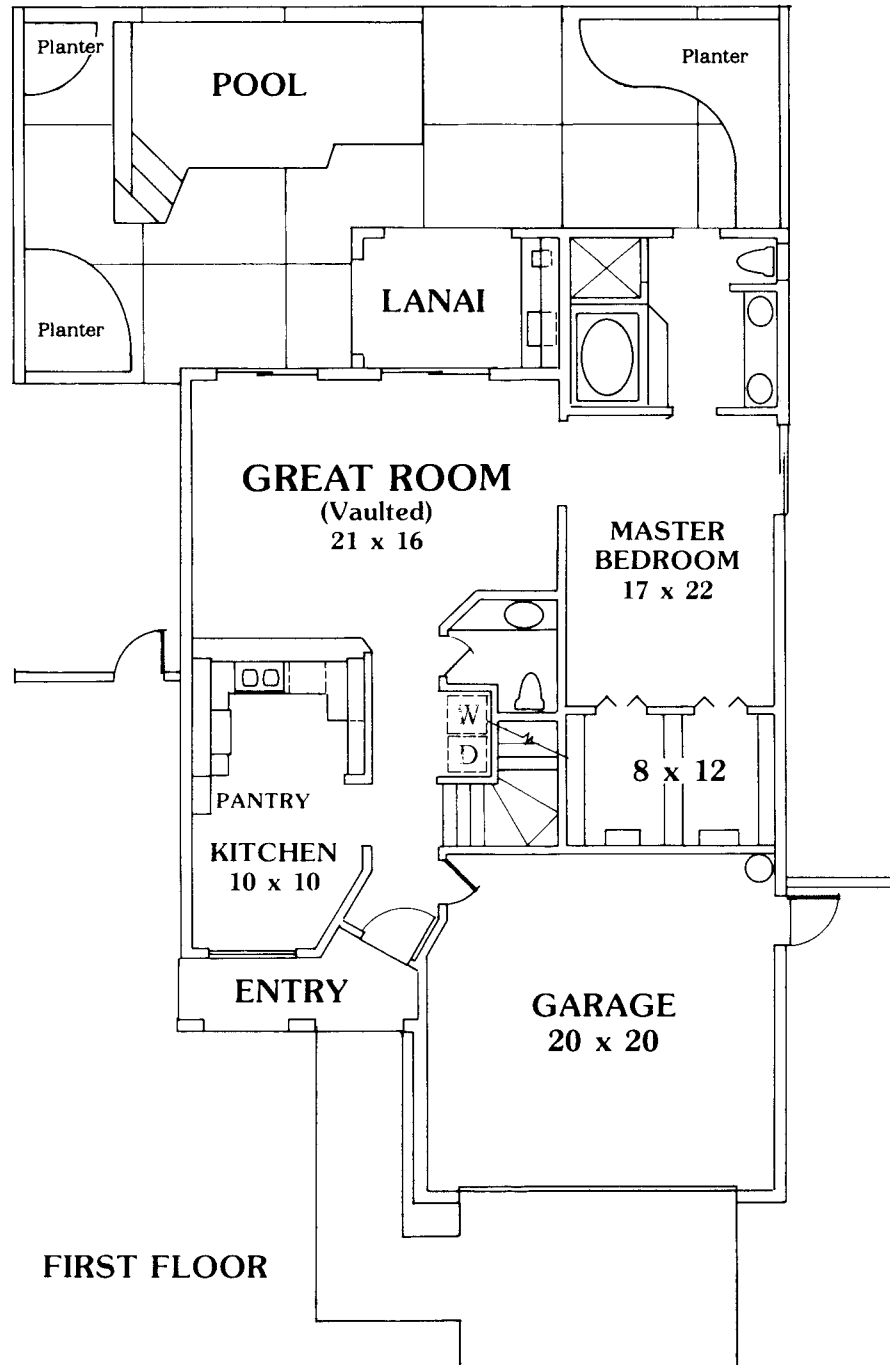 Planter
POOL
Planter
Planter
LANAI
GREAT ROOM
(Vaulted)
21 x 16
MASTER
BEDROOM
17 x 22
W
D
8 x 12
PANTRY
KITCHEN
10 x 10
ENTRY
GARAGE
20 x 20
FIRST FLOOR